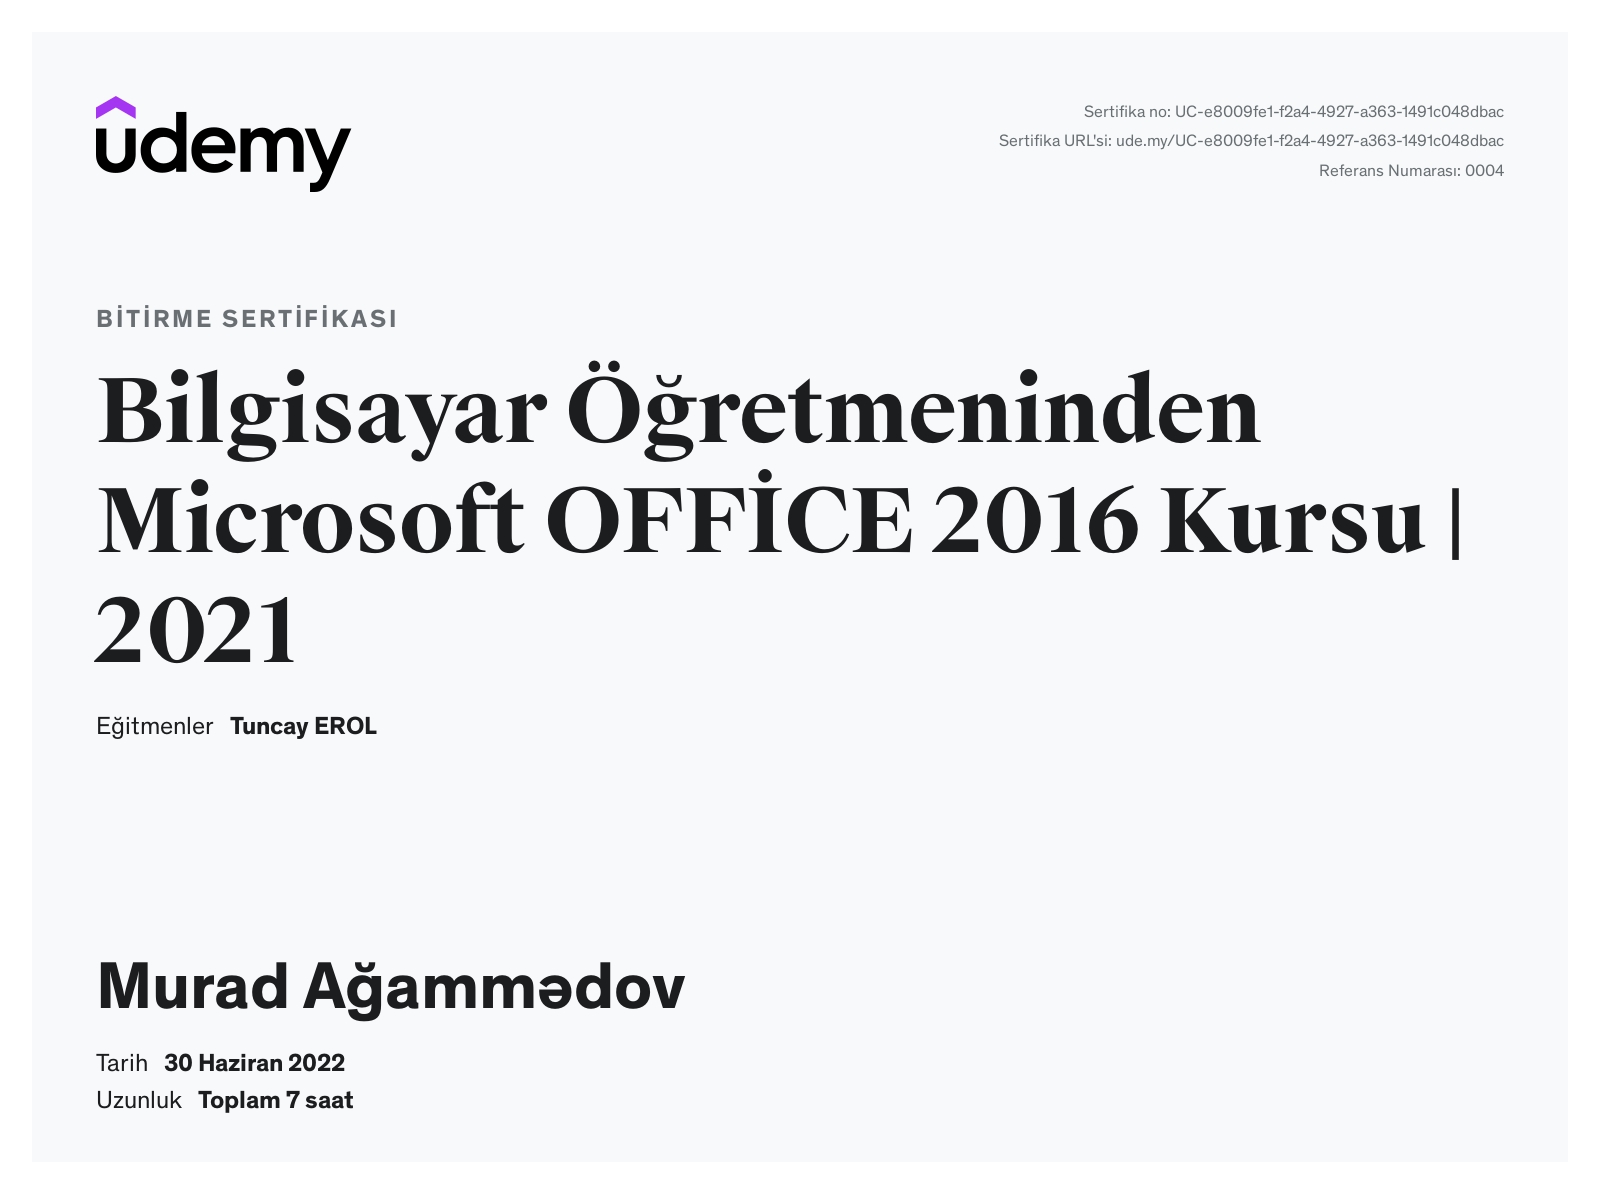 udemy
Sertifika no: UC-e8009fe1-f2a4-4927-a363-1491c048dbac
Sertifika URL'si: ude.my/UC-e8009fe1-f2a4-4927-a363-1491c048dbac
Referans Numarası: 0004
BİTİRME SERTİFİKASI
Bilgisayar Öğretmeninden
Microsoft OFFİCE 2016 Kursu |
2021
Eğitmenler Tuncay EROL
Murad Ağammədov
Tarih 30 Haziran 2022
Uzunluk Toplam 7 saat